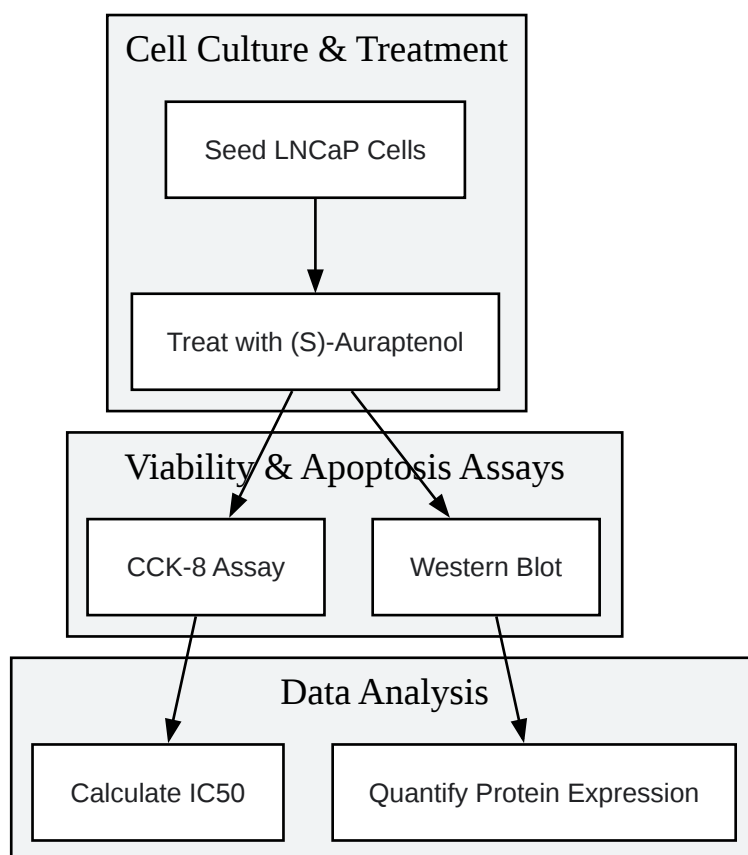 Cell Culture & Treatment
Seed LNCaP Cells
Treat with (S)-Auraptenol
Viability & Apoptosis Assays
CCK-8 Assay
Western Blot
Data Analysis
Calculate IC50
Quantify Protein Expression